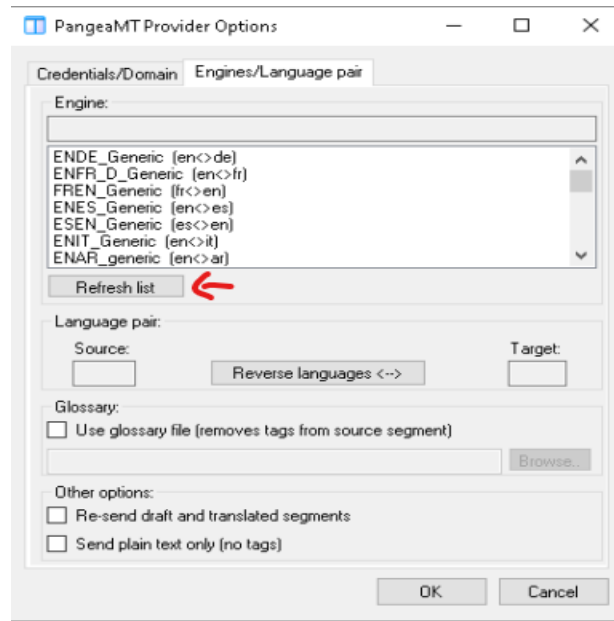 PangeaMT Provider Options
Credentials/Domain Engines/Language pair
Engine:
ENDE_Generic (en<>de)
ENFR_D_Generic (en<>fr)
FREN_Generic (fr<>en)
ENES_Generic (en<>es)
ESEN_Generic (es<>en)
ENIT_Generic (en<>it)
ENAR_generic (en<>ar)
Refresh list
Language pair:
Source: Target:
Reverse languages <-->
Glossary:
Use glossary file (removes tags from source segment)
Browse..
Other options:
Re-send draft and translated segments
Send plain text only (no tags)
OK Cancel